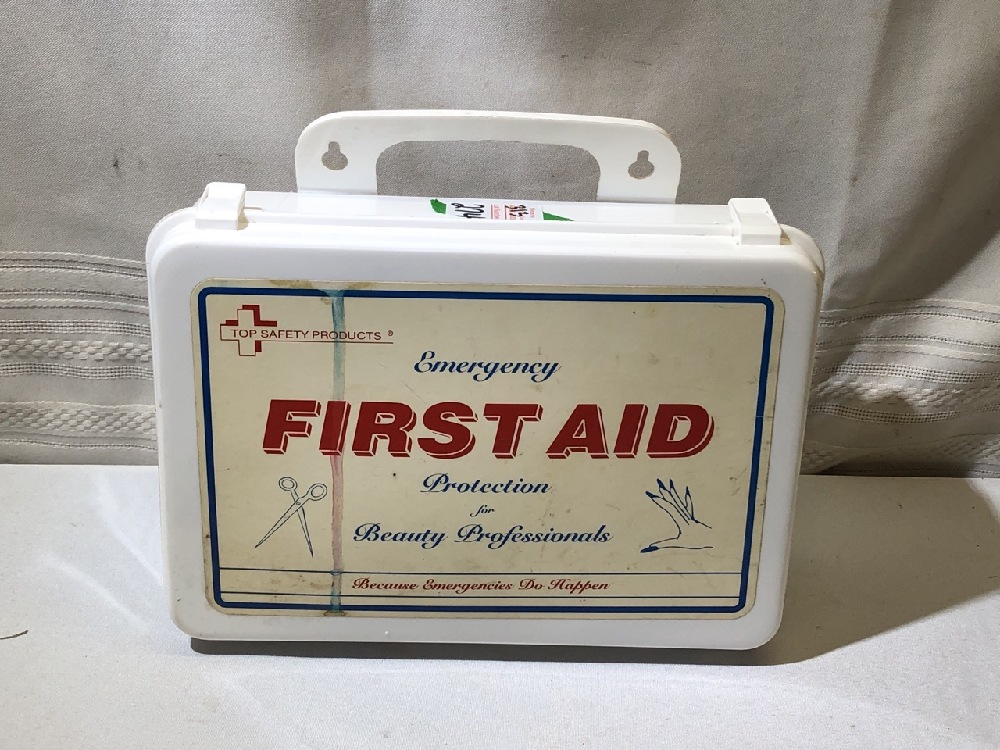 TOP SAFETY PRODUCTS ®
Emergency
FIRST AID
Protection
for
Beauty Professionals
Because Emergencies Do Happen